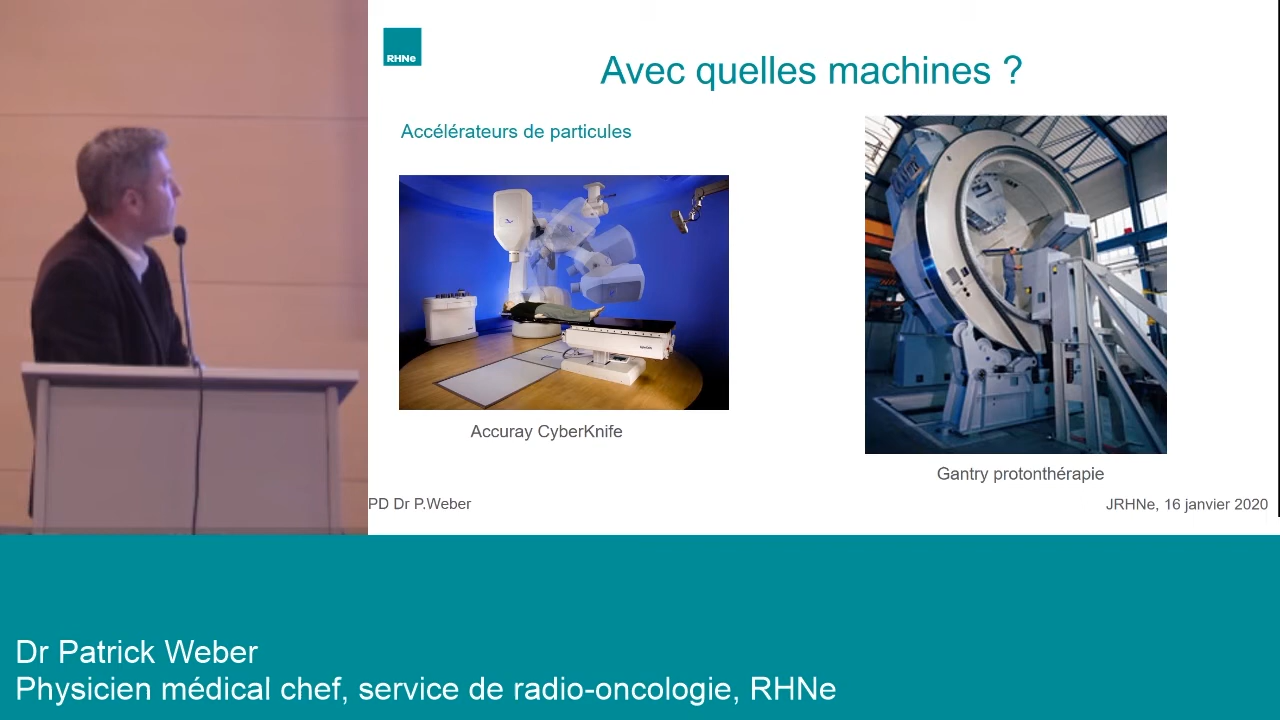 RHNe
Avec quelles machines ?
Accélérateurs de particules
Accuray CyberKnife
Gantry protonthérapie
PD Dr P.Weber
JRHNe, 16 janvier 2020
Dr Patrick Weber
Physicien médical chef, service de radio-oncologie, RHNe